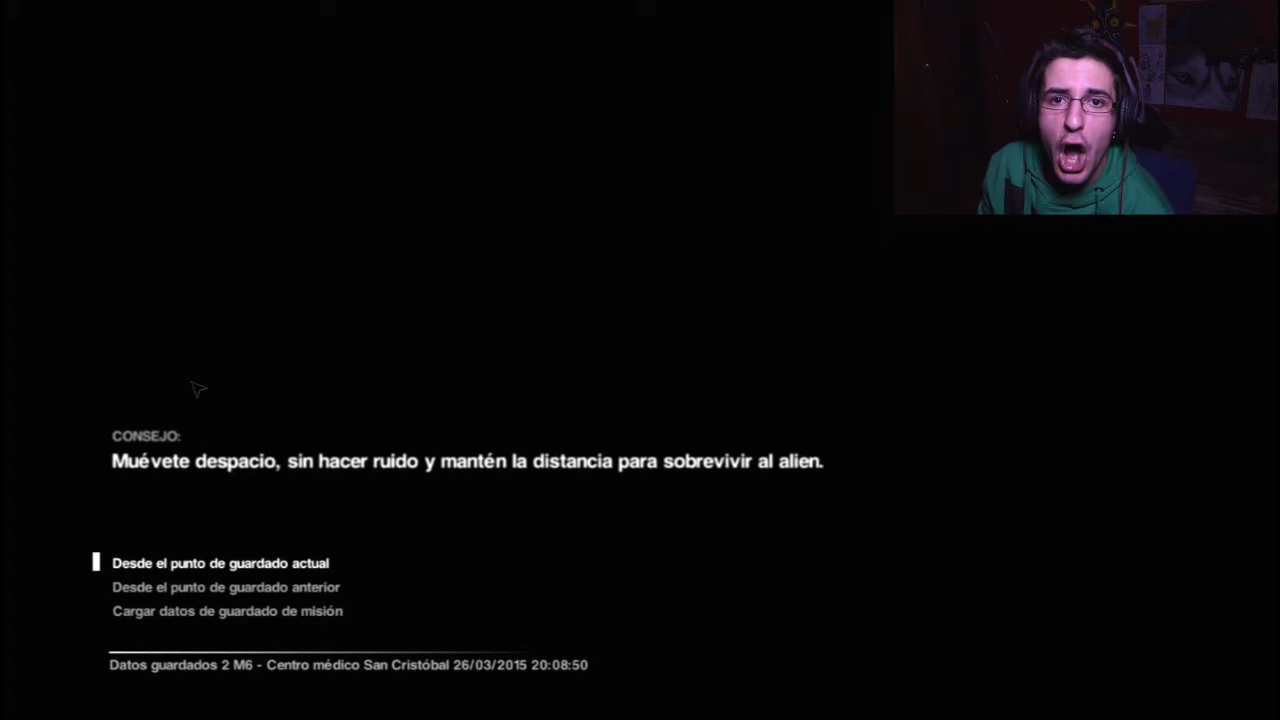 CONSEJO:
Muévete despacio, sin hacer ruido y mantén la distancia para sobrevivir al alien.
Desde el punto de guardado actual
Desde el punto de guardado anterior
Cargar datos de guardado de misión
Datos guardados 2 M6 - Centro médico San Cristóbal 26/03/2015 20:08:50